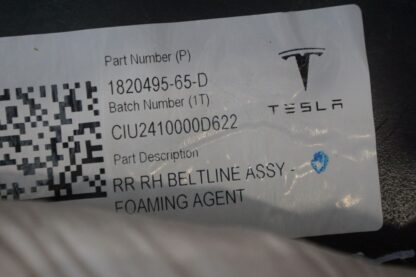 Part Number (P)
1820495-65-D
Batch Number (1T)
CIU2410000D622
Part Description
RR RH BELTLINE ASSY -
FOAMING AGENT
TESLA